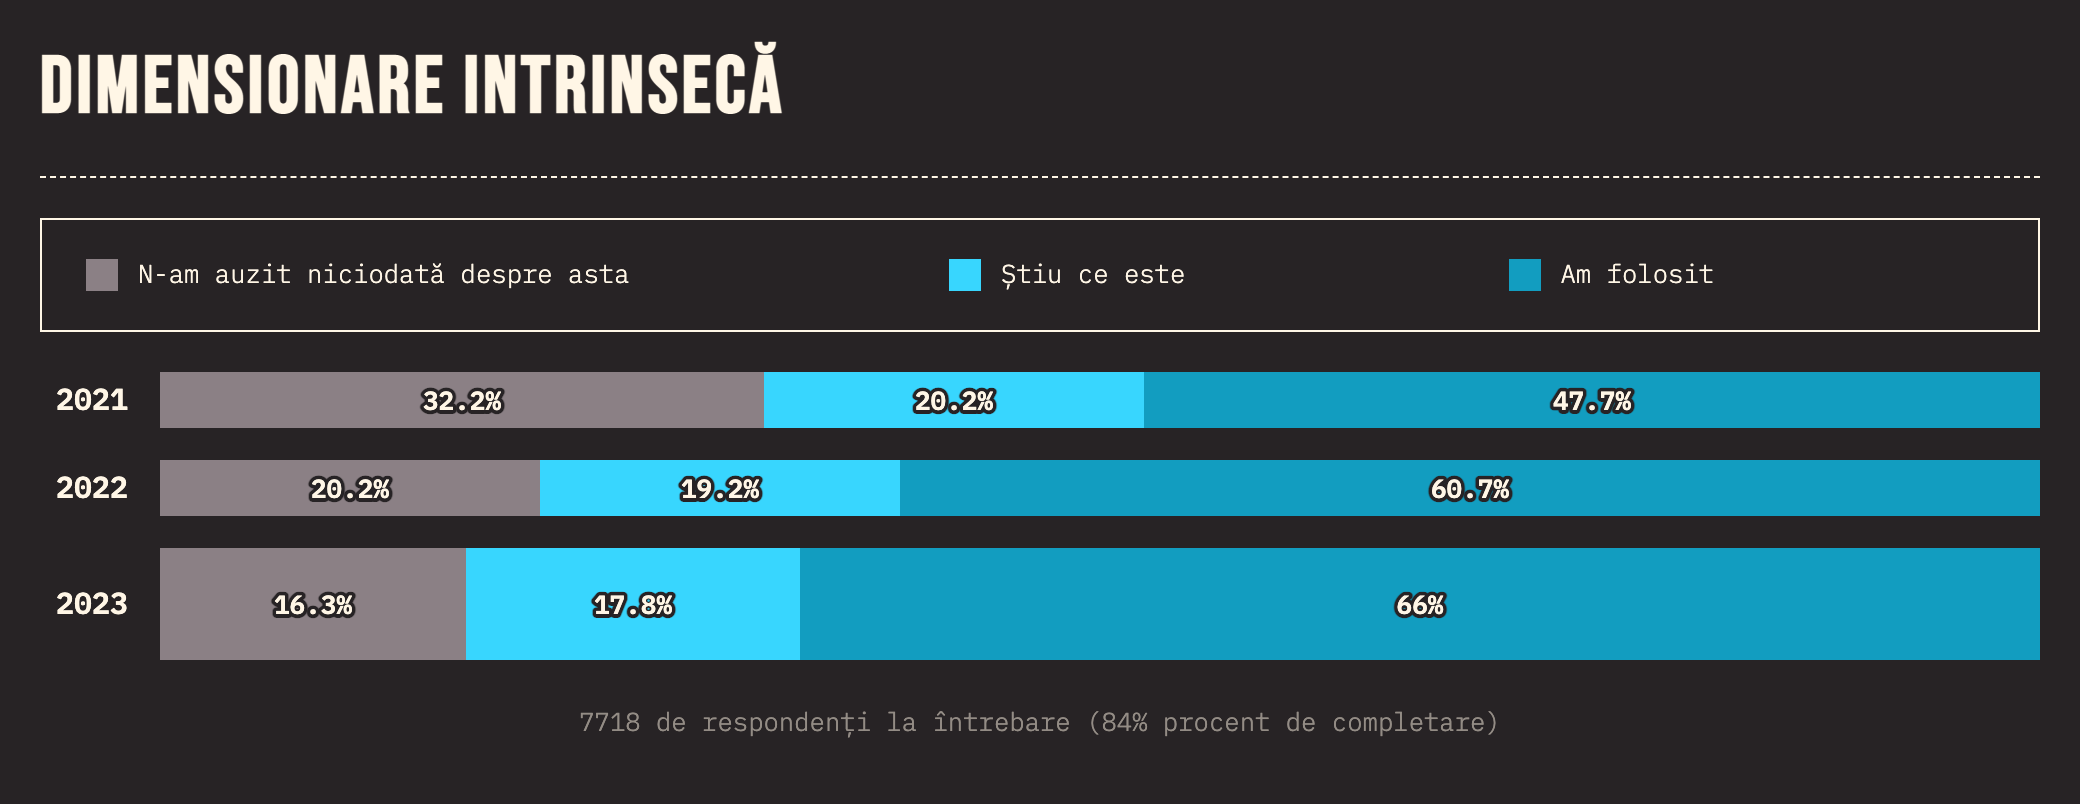 DIMENSIONARE INTRINSECĂ
N-am auzit niciodată despre asta
Știu ce este
Am folosit
2021 32.2% 20.2% 47.7%
2022 20.2% 19.2% 60.7%
2023 16.3% 17.8% 66%
7718 de respondenți la întrebare (84% procent de completare)